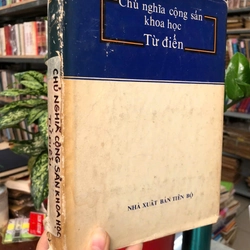 Chủ nghĩa cộng sản
khoa học
Từ điển
NHÀ XUẤT BẢN TIẾN BỘ
CHỦ NGHĨA CỘNG SẢN KHOA HỌC